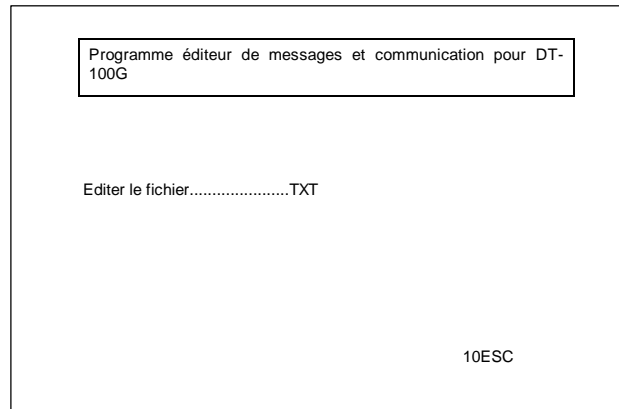 Programme éditeur de messages et communication pour DT-
100G
Editer le fichier......................TXT
10ESC